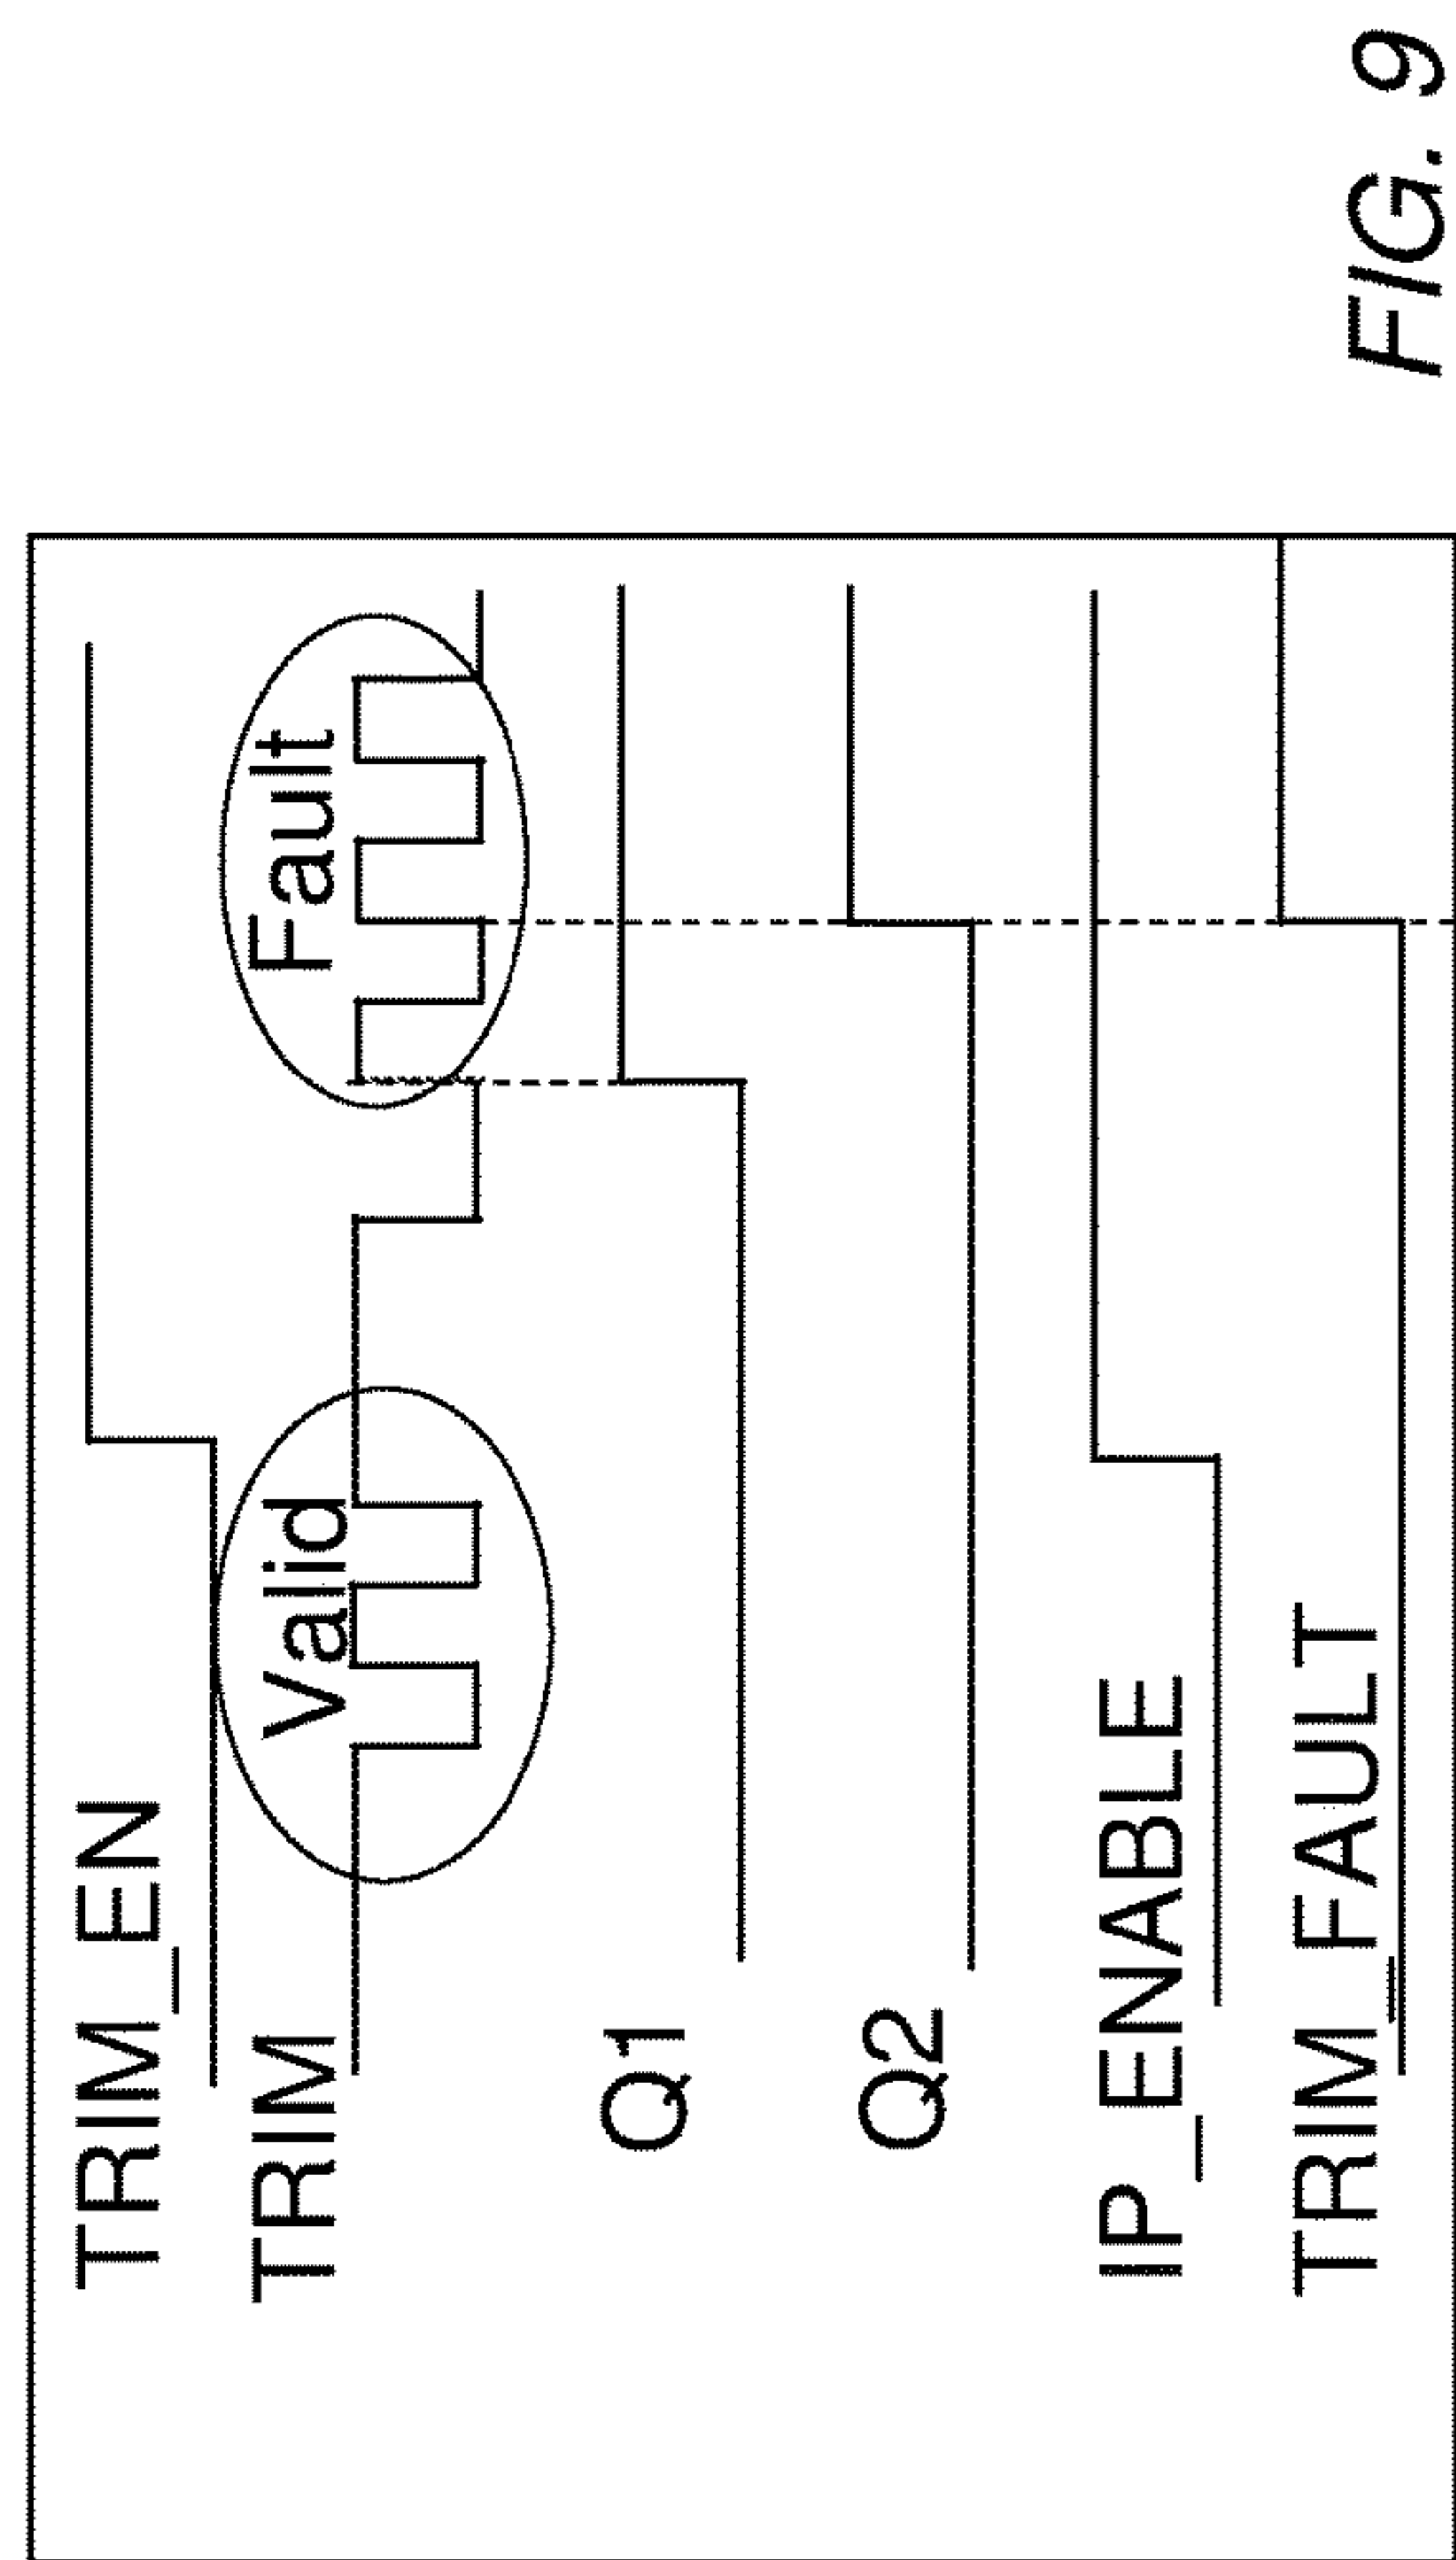 TRIM_EN
TRIM
Valid
Fault
Q1
Q2
IP_ENABLE
TRIM_FAULT
FIG. 9